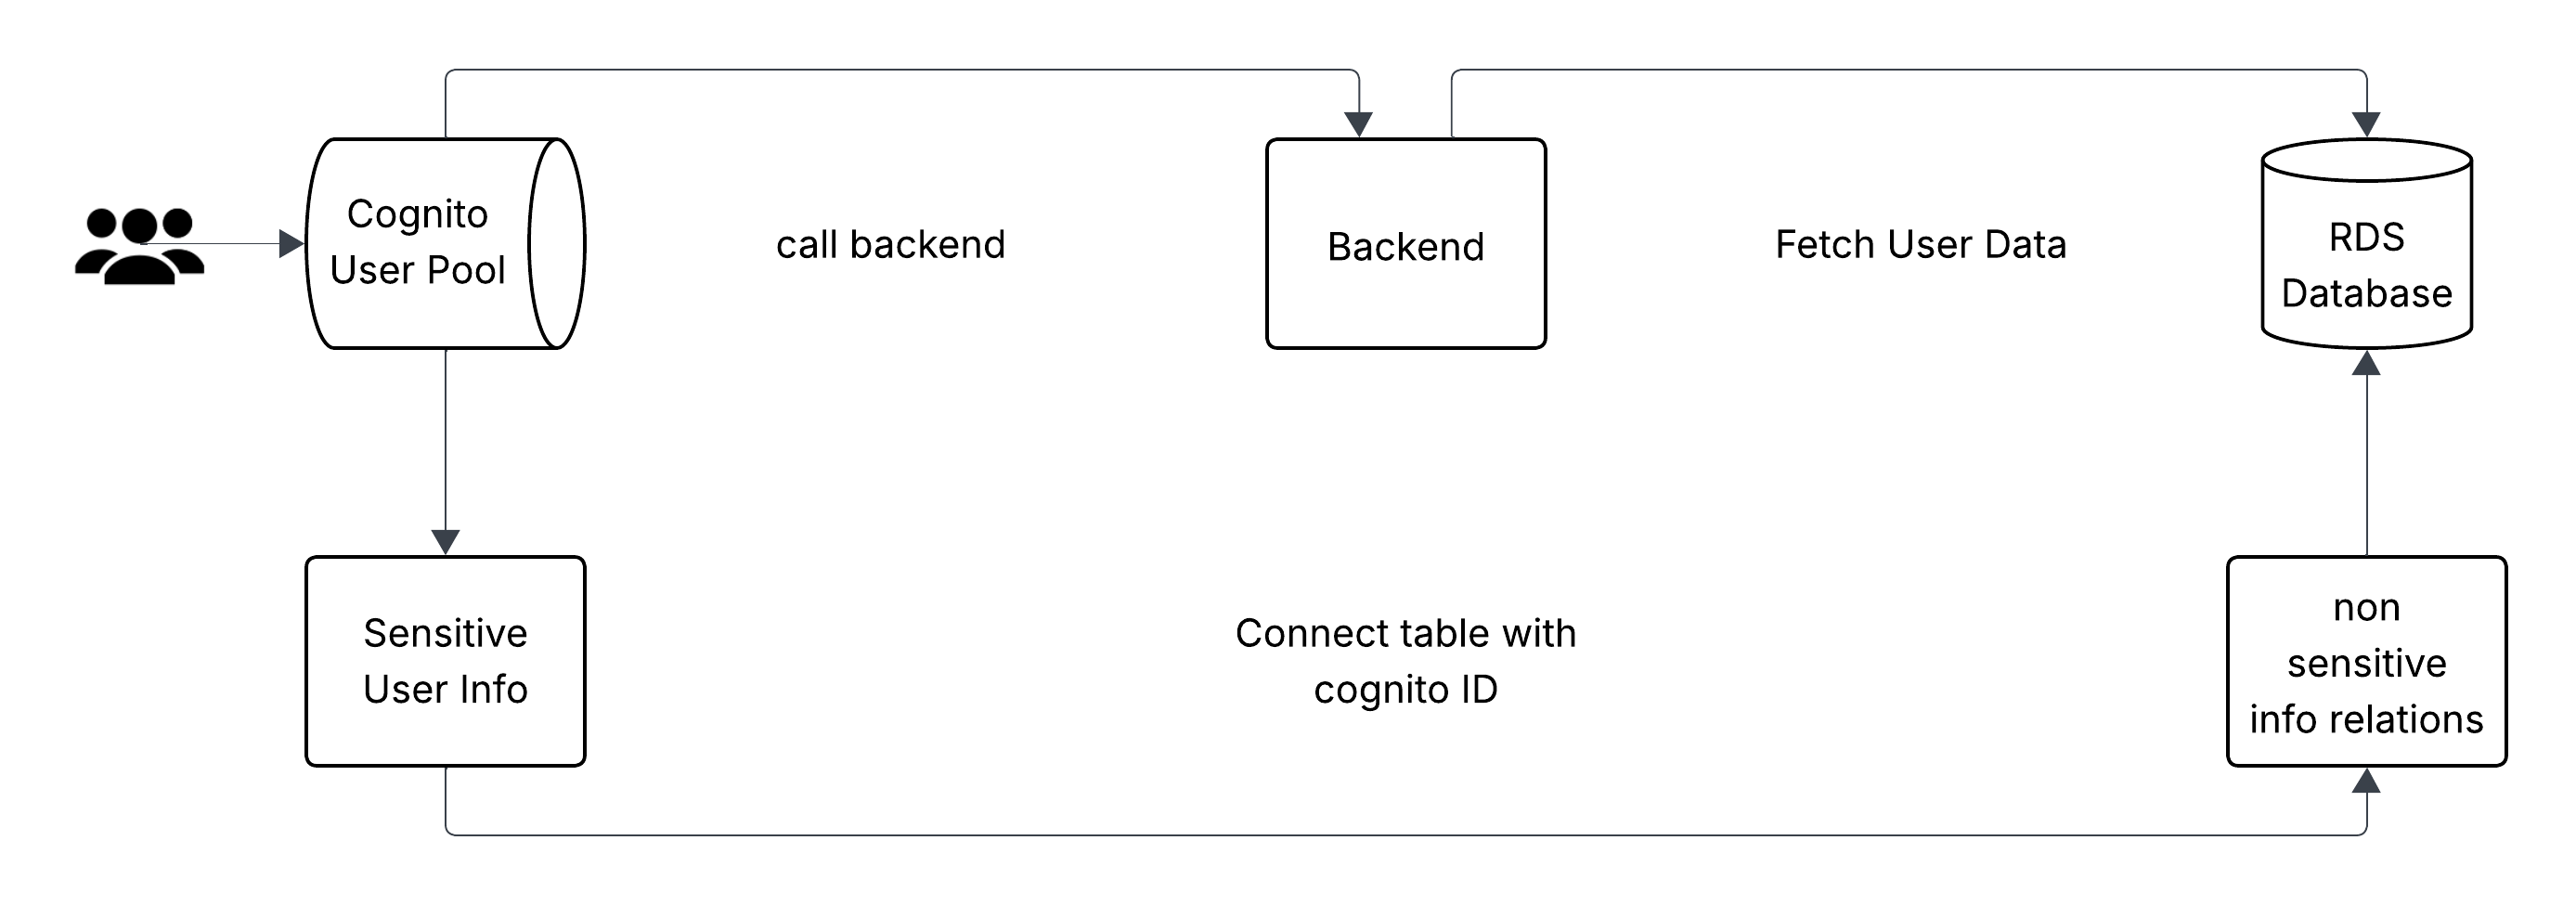 Cognito
User Pool
call backend
Backend
Fetch User Data
RDS
Database
Sensitive
User Info
Connect table with
cognito ID
non
sensitive
info relations